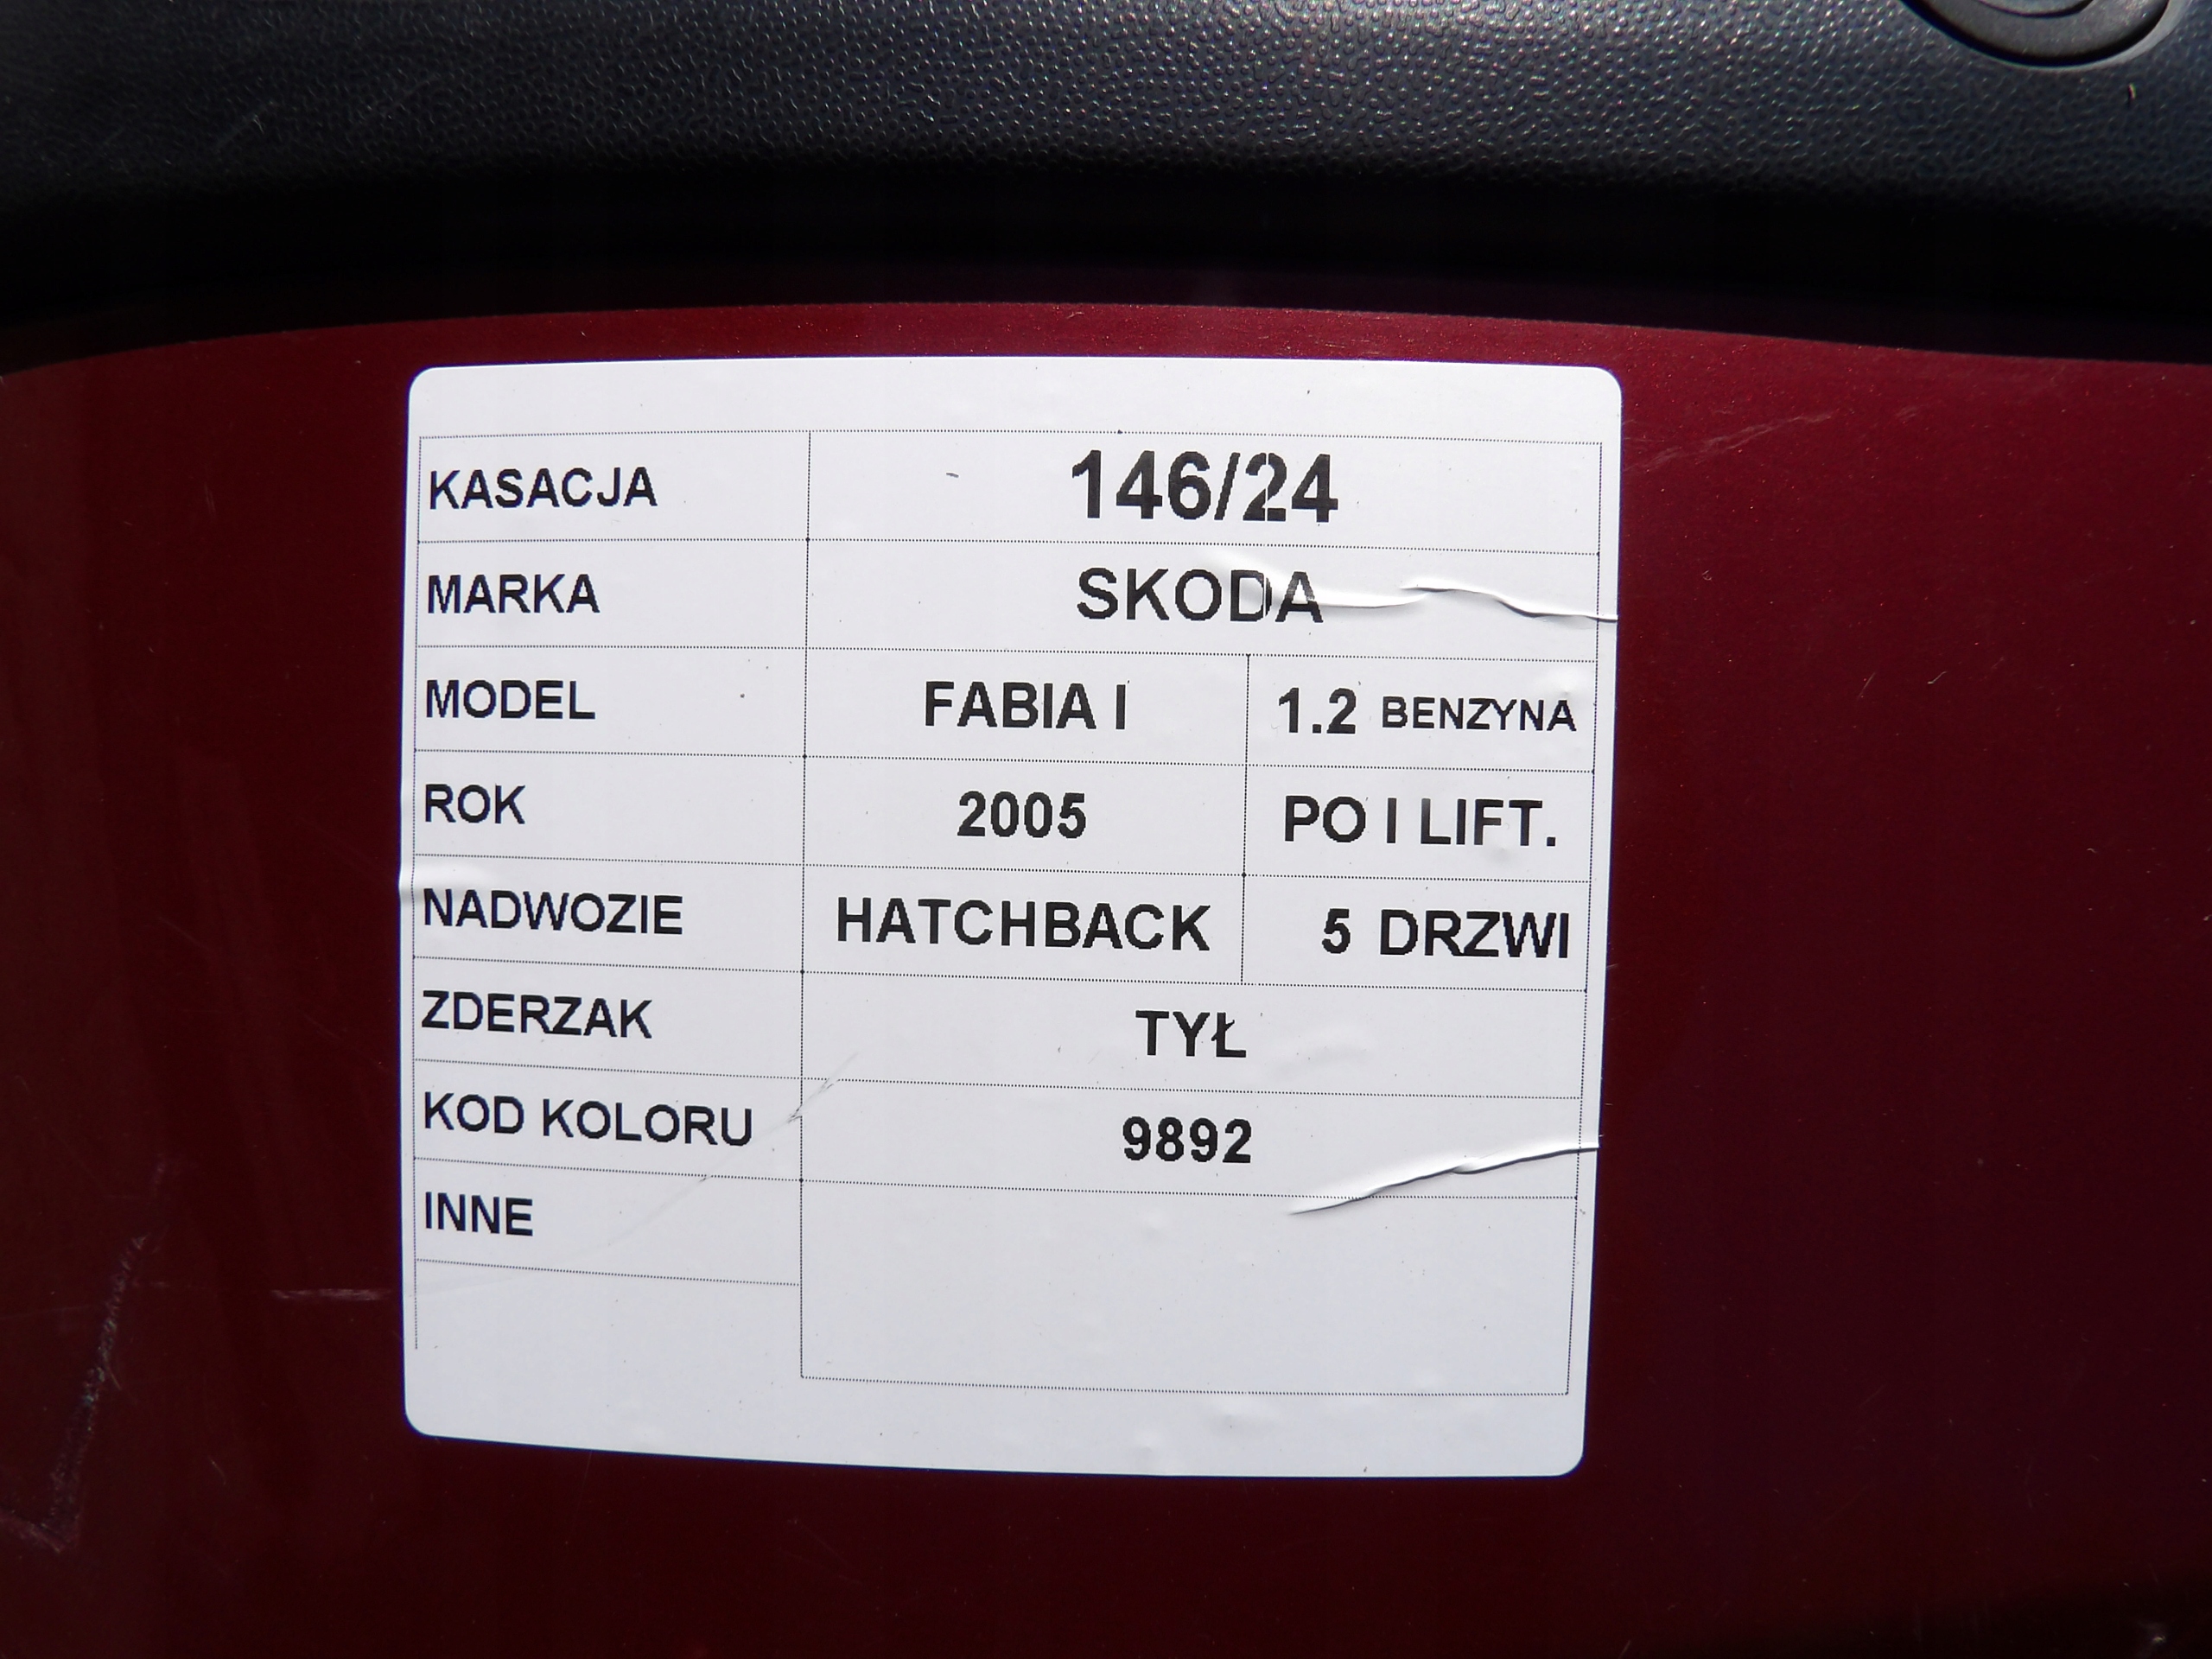 KASACJA 146/24
MARKA SKODA
MODEL FABIA I 1.2 BENZYNA
ROK 2005 PO I LIFT.
NADWOZIE HATCHBACK 5 DRZWI
ZDERZAK TYŁ
KOD KOLORU 9892
INNE